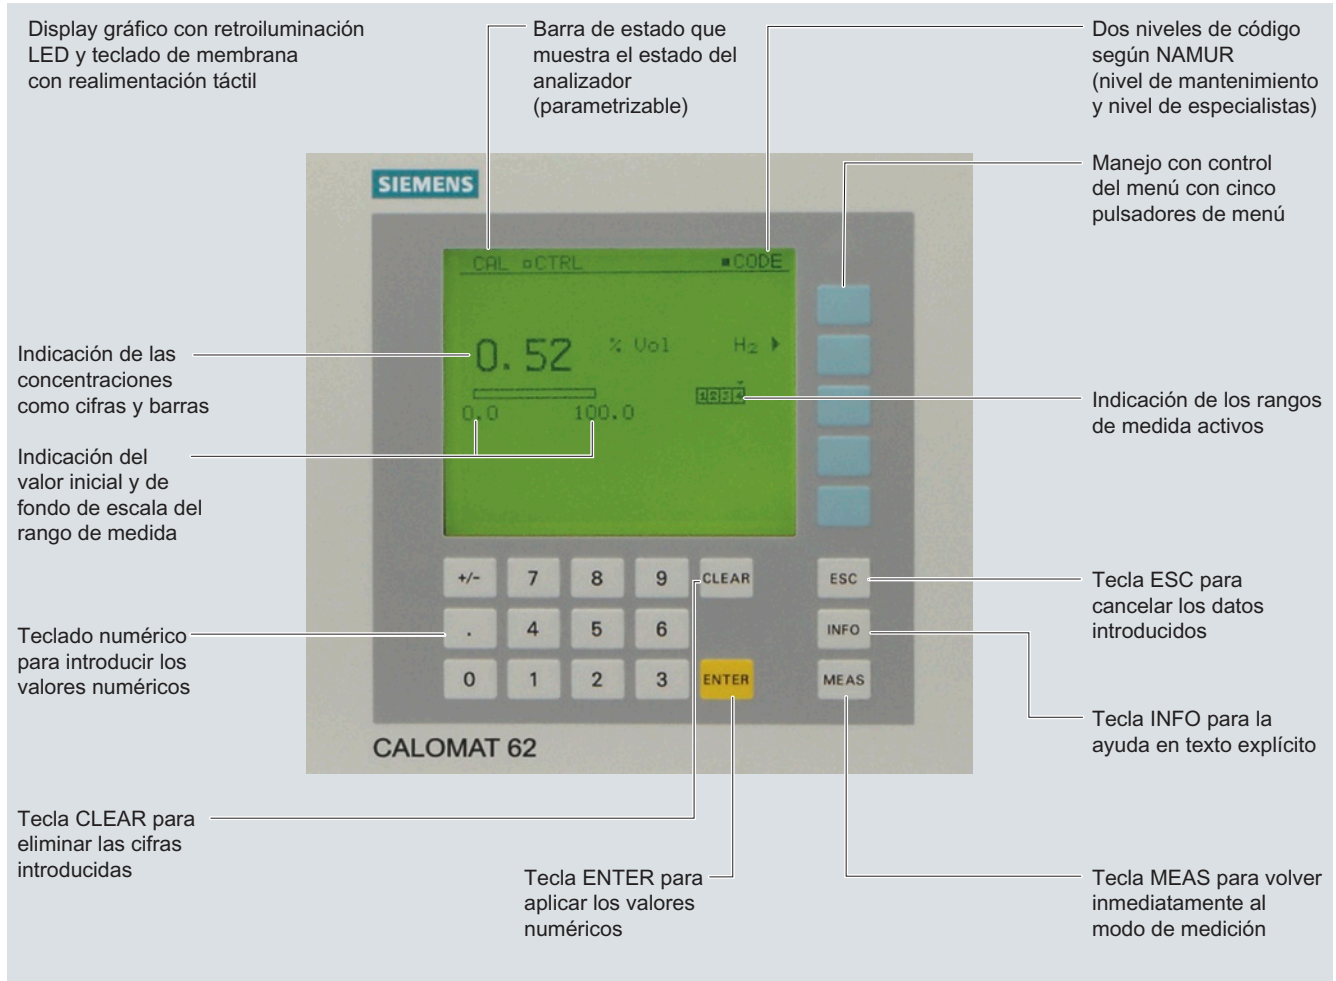 Display gráfico con retroiluminación
LED y teclado de membrana
con realimentación táctil
Barra de estado que
muestra el estado del
analizador
(parametrizable)
Dos niveles de código
según NAMUR
(nivel de mantenimiento
y nivel de especialistas)
Manejo con control
del menú con cinco
pulsadores de menú
SIEMENS
CAL ▫CTRL ■CODE
Indicación de las
concentraciones
como cifras y barras
0.52 % Vol H₂ ▶
1 2 3 4
0.0 100.0
Indicación de los rangos
de medida activos
Indicación del
valor inicial y de
fondo de escala del
rango de medida
+/- 7 8 9 CLEAR ESC
. 4 5 6 INFO
0 1 2 3 ENTER MEAS
Tecla ESC para
cancelar los datos
introducidos
Teclado numérico
para introducir los
valores numéricos
Tecla INFO para la
ayuda en texto explícito
CALOMAT 62
Tecla CLEAR para
eliminar las cifras
introducidas
Tecla ENTER para
aplicar los valores
numéricos
Tecla MEAS para volver
inmediatamente al
modo de medición